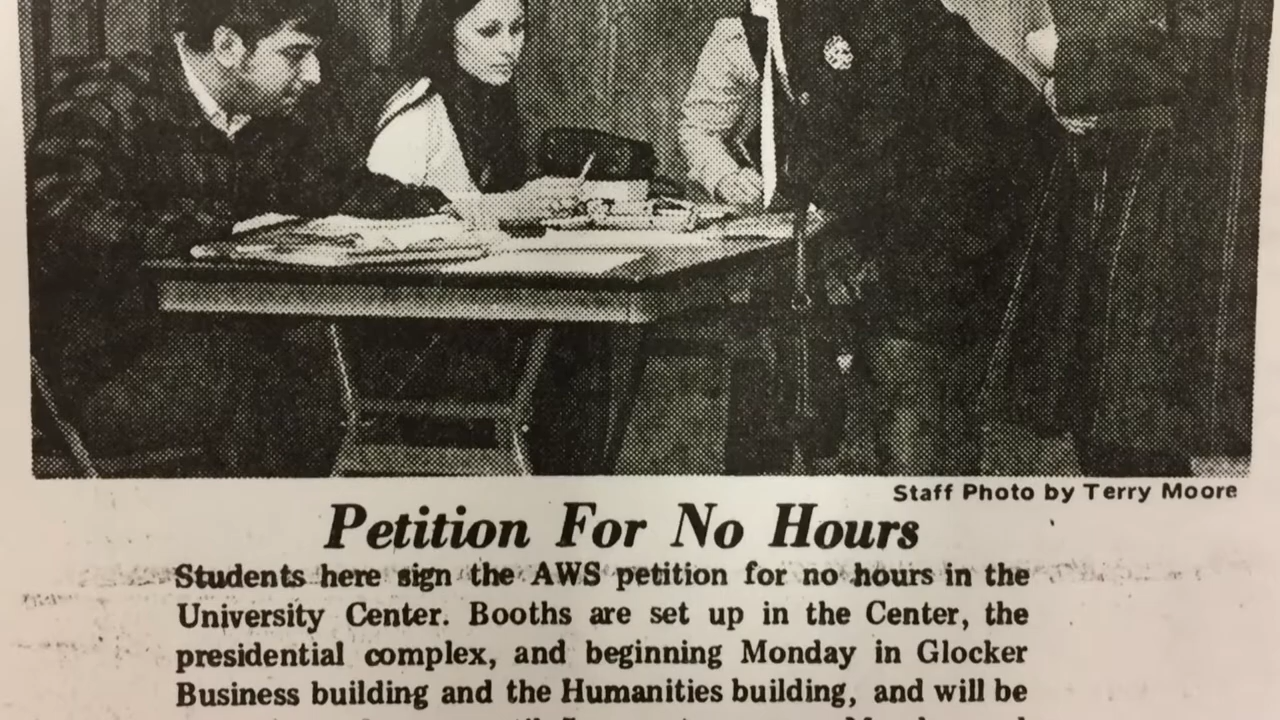 Staff Photo by Terry Moore
Petition For No Hours
Students here sign the AWS petition for no hours in the
University Center. Booths are set up in the Center, the
presidential complex, and beginning Monday in Glocker
Business building and the Humanities building, and will be